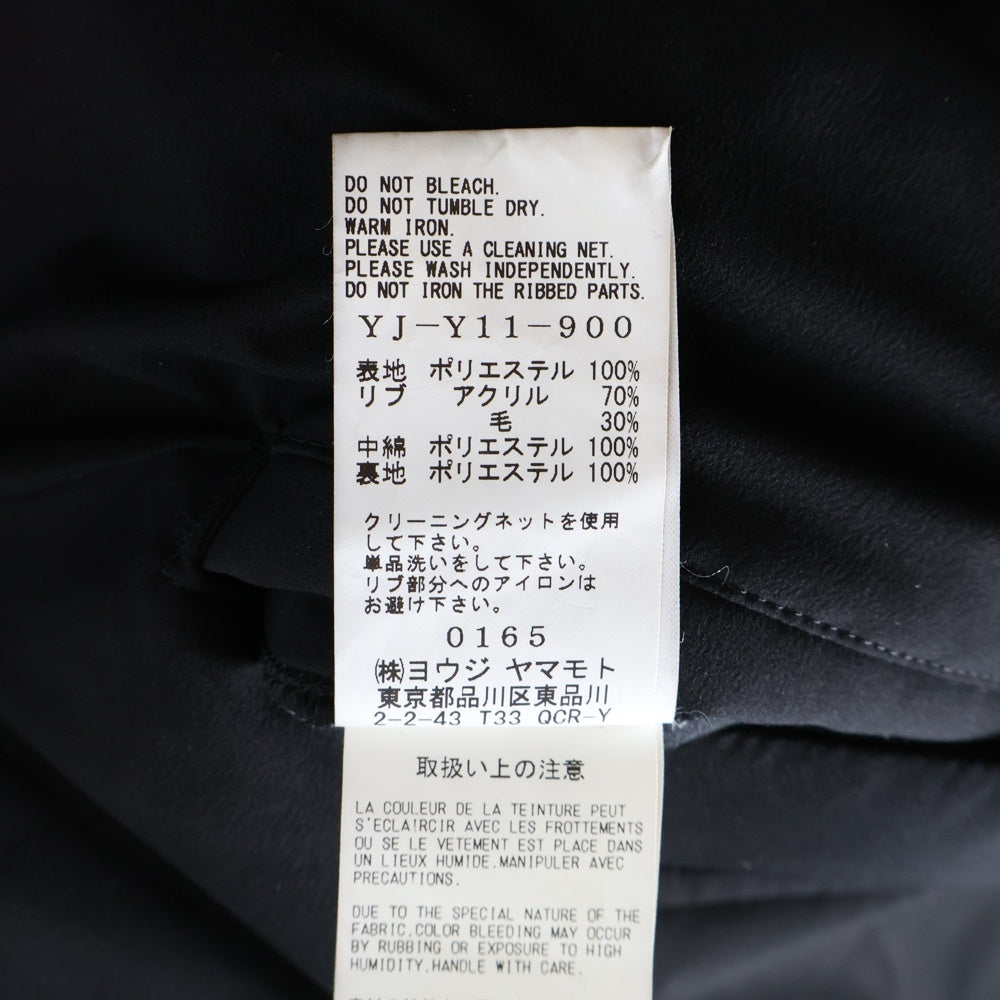 DO NOT BLEACH.
DO NOT TUMBLE DRY.
WARM IRON.
PLEASE USE A CLEANING NET.
PLEASE WASH INDEPENDENTLY.
DO NOT IRON THE RIBBED PARTS.
YJ-Y11-900
表地 ポリエステル 100%
リブ アクリル 70%
毛 30%
中綿 ポリエステル 100%
裏地 ポリエステル 100%
クリーニングネットを使用
して下さい。
単品洗いをして下さい。
リブ部分へのアイロンは
お避け下さい。
0165
㈱ヨウジ ヤマモト
東京都品川区東品川
2-2-43 T33 QCR-Y
取扱い上の注意
LA COULEUR DE LA TEINTURE PEUT
S'ECLAIRCIR AVEC LES FROTTEMENTS
OU SE LE VETEMENT EST PLACE DANS
UN LIEUX HUMIDE.MANIPULER AVEC
PRECAUTIONS.
DUE TO THE SPECIAL NATURE OF THE
FABRIC,COLOR BLEEDING MAY OCCUR
BY RUBBING OR EXPOSURE TO HIGH
HUMIDITY.HANDLE WITH CARE.